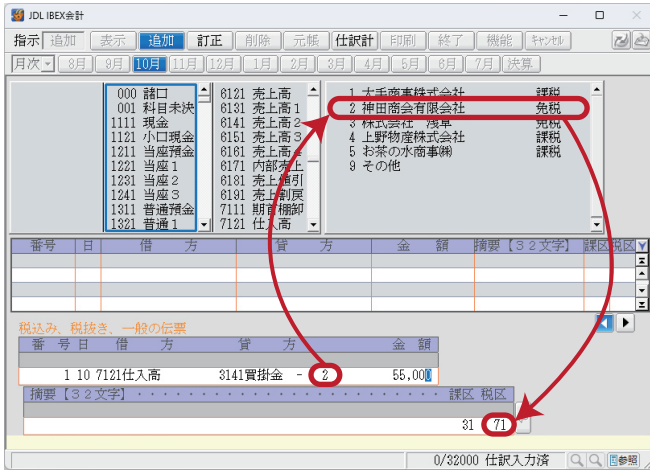 JDL IBEX会計
指示 追加 表示 追加 訂正 削除 元帳 仕訳計 印刷 終了 機能 ｷｬﾝｾﾙ
月次 8月 9月 10月 11月 12月 1月 2月 3月 4月 5月 6月 7月 決算
000 諸口
001 科目未決
1111 現金
1121 小口現金
1211 当座預金
1221 当座１
1231 当座２
1241 当座３
1311 普通預金
1321 普通１
6121 売上高
6131 売上高１
6141 売上高２
6151 売上高３
6161 売上高４
6171 内部売上
6181 売上値引
6191 売上割戻
7111 期首棚卸
7121 仕入高
1 大手商事株式会社 課税
2 神田商会有限会社 免税
3 株式会社 浅草 免税
4 上野物産株式会社 課税
5 お茶の水商事㈱ 課税
9 その他
番号 日 借方 貸方 金額 摘要【３２文字】 課区 税区
税込み、税抜き、一般の伝票
番号 日 借方 貸方 金額
1 10 7121仕入高 3141買掛金 - 2 55,000
摘要【３２文字】・・・・・・・・・・・・・・・・・・・・・・・ 課区 税区
31 71
0/32000 仕訳入力済 参照